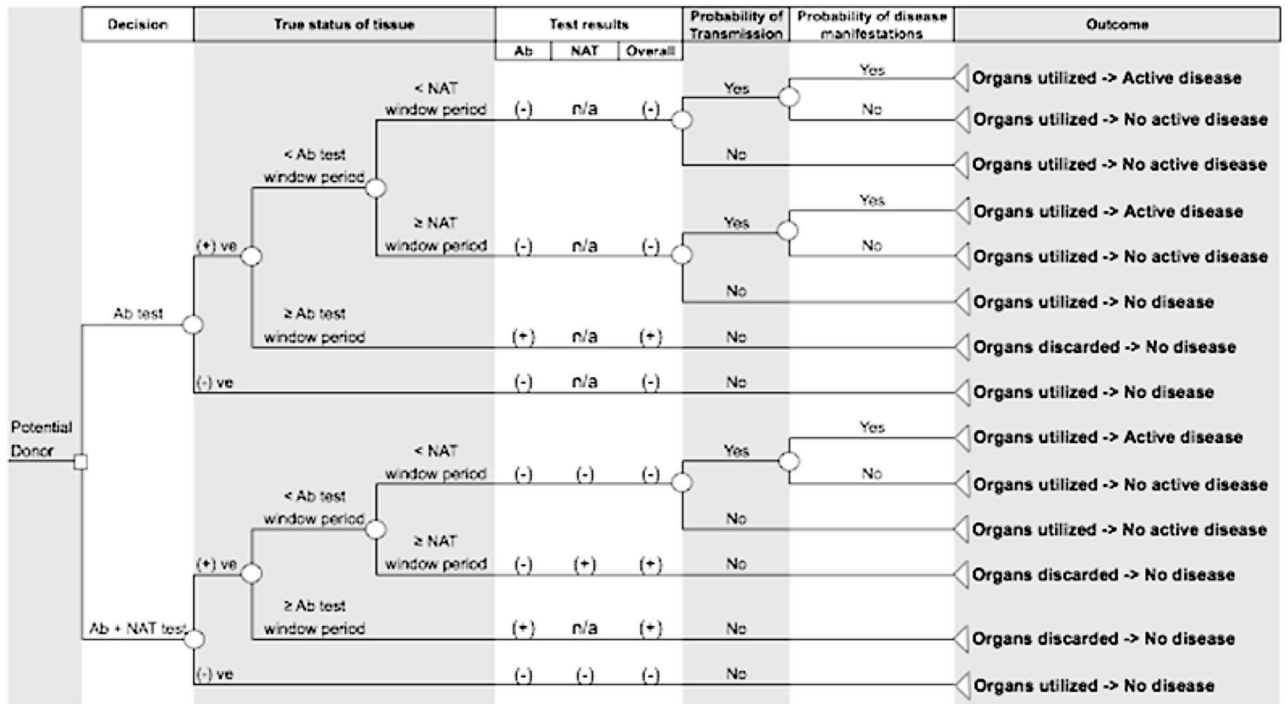 Decision
True status of tissue
Test results
Probability of
Transmission
Probability of disease
manifestations
Outcome
Ab NAT Overall
Yes
Organs utilized -> Active disease
< NAT
window period
Yes
(-) n/a (-)
No
Organs utilized -> No active disease
< Ab test
window period
No
Organs utilized -> No active disease
Yes
Organs utilized -> Active disease
≥ NAT
window period
Yes
(+) ve
(-) n/a (-)
No
Organs utilized -> No active disease
No
Organs utilized -> No disease
Ab test
≥ Ab test
window period
(+) n/a (+)
No
Organs discarded -> No disease
(-) ve
(-) n/a (-)
No
Organs utilized -> No disease
Potential
Donor
Yes
Organs utilized -> Active disease
< NAT
window period
Yes
(-) (-) (-)
No
Organs utilized -> No active disease
< Ab test
window period
No
Organs utilized -> No active disease
≥ NAT
window period
(+) ve
(-) (+) (+)
No
Organs discarded -> No disease
≥ Ab test
window period
Ab + NAT test
(+) n/a (+)
No
Organs discarded -> No disease
(-) ve
(-) (-) (-)
No
Organs utilized -> No disease